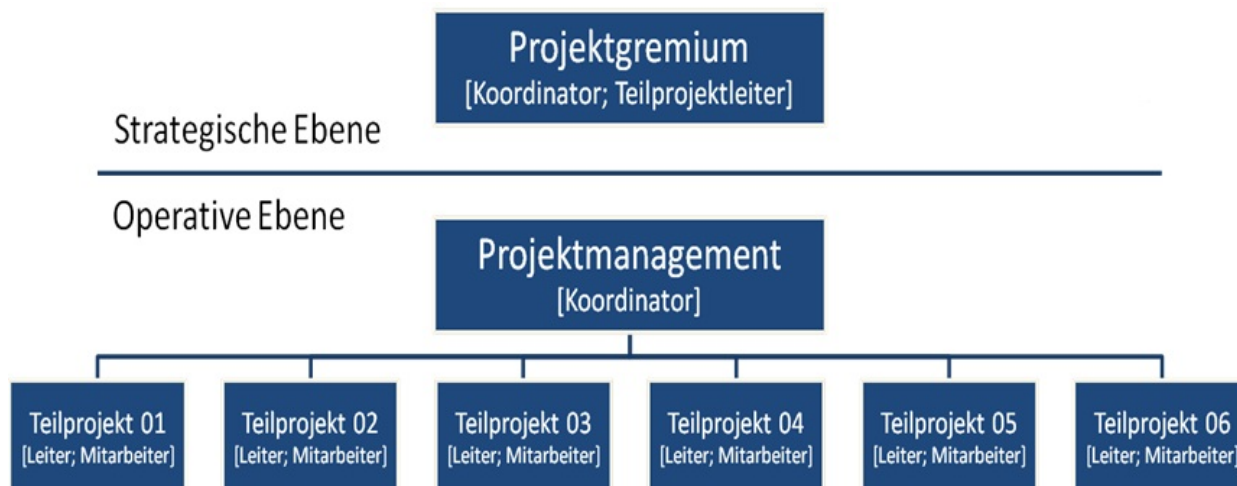 Projektgremium
[Koordinator; Teilprojektleiter]
Strategische Ebene
Operative Ebene
Projektmanagement
[Koordinator]
Teilprojekt 01
[Leiter; Mitarbeiter]
Teilprojekt 02
[Leiter; Mitarbeiter]
Teilprojekt 03
[Leiter; Mitarbeiter]
Teilprojekt 04
[Leiter; Mitarbeiter]
Teilprojekt 05
[Leiter; Mitarbeiter]
Teilprojekt 06
[Leiter; Mitarbeiter]